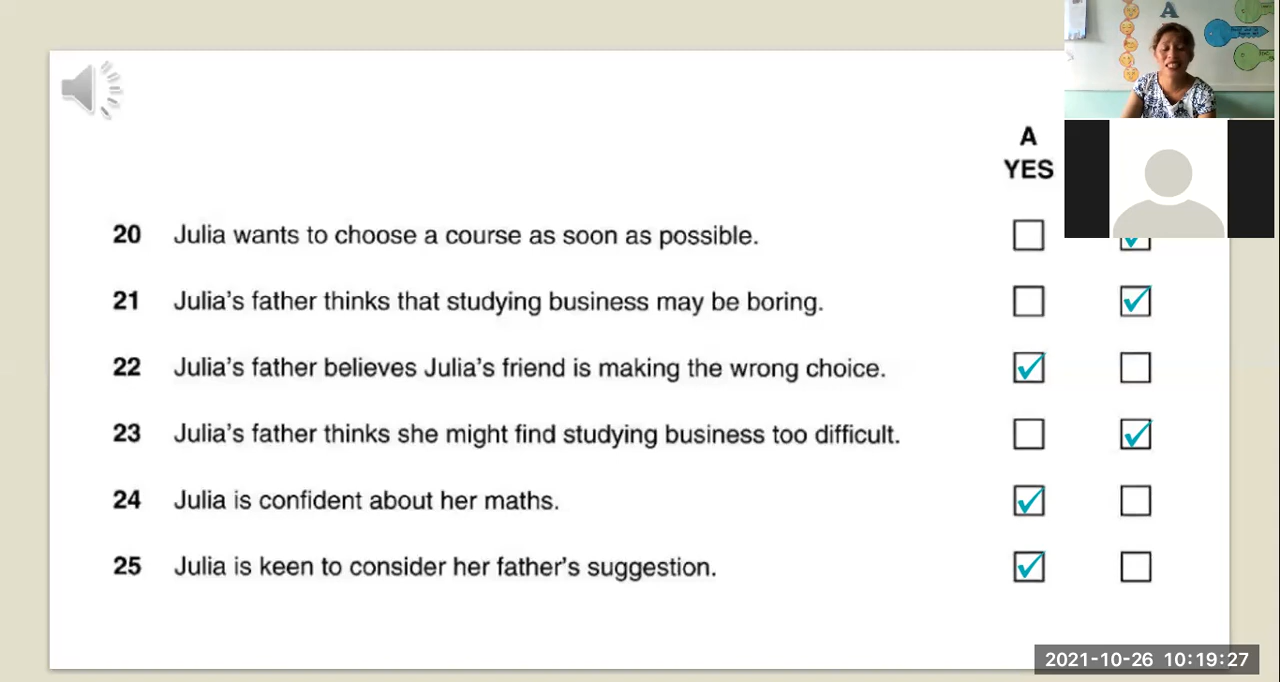 A
A
YES
20 Julia wants to choose a course as soon as possible.
21 Julia's father thinks that studying business may be boring.
22 Julia's father believes Julia's friend is making the wrong choice.
23 Julia's father thinks she might find studying business too difficult.
24 Julia is confident about her maths.
25 Julia is keen to consider her father's suggestion.
2021-10-26 10:19:27